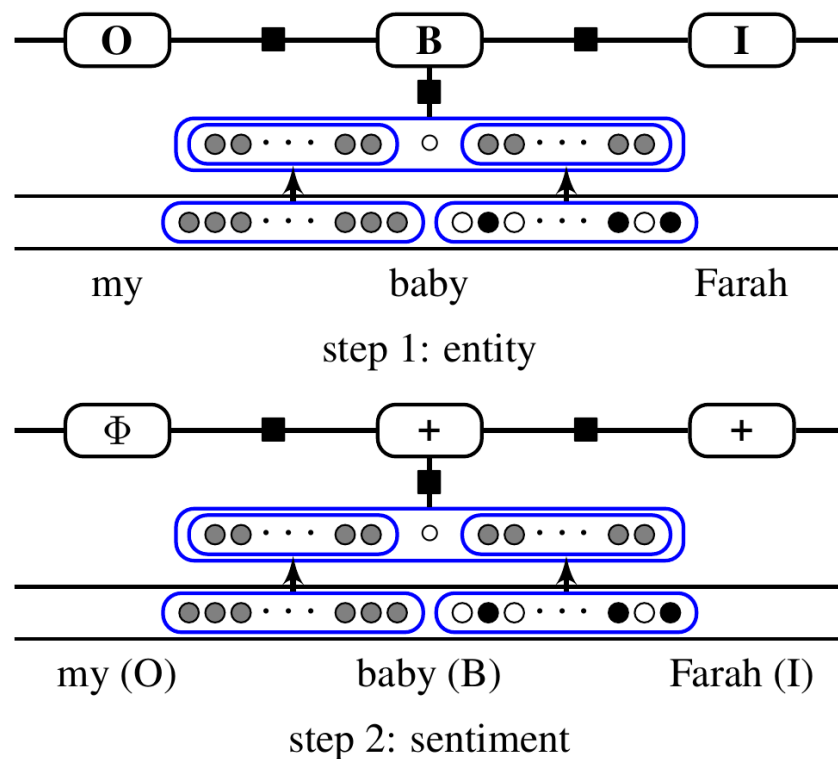 O B I
my baby Farah
step 1: entity
Φ + +
my (O) baby (B) Farah (I)
step 2: sentiment